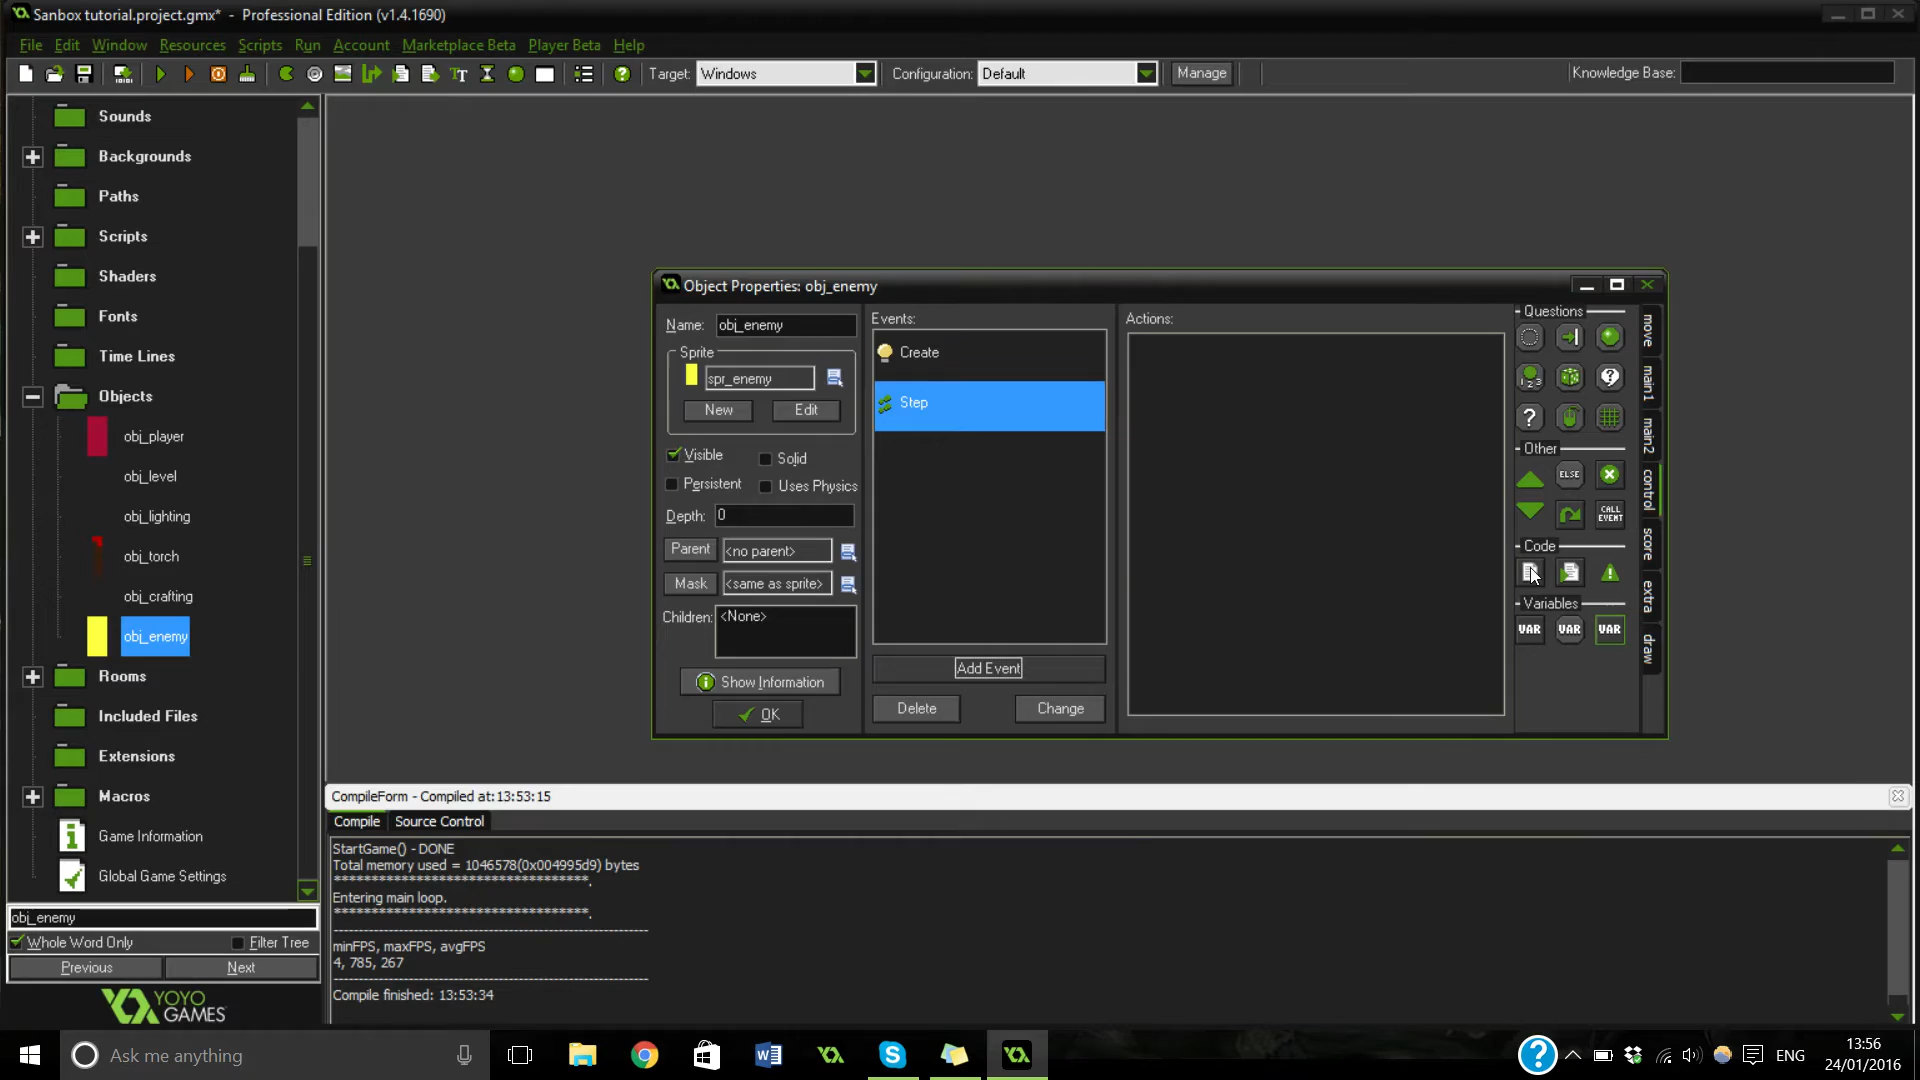 Sanbox tutorial.project.gmx* - Professional Edition (v1.4.1690)
File Edit Window Resources Scripts Run Account Marketplace Beta Player Beta Help
Target: Windows Configuration: Default Manage Knowledge Base:
Sounds
Backgrounds
Paths
Scripts
Shaders
Fonts
Time Lines
Objects
obj_player
obj_level
obj_lighting
obj_torch
obj_crafting
obj_enemy
Rooms
Included Files
Extensions
Macros
Game Information
Global Game Settings
obj_enemy
Whole Word Only Filter Tree
Previous Next
YOYO
GAMES
Object Properties: obj_enemy
Name: obj_enemy
Sprite
spr_enemy
New Edit
Visible Solid
Persistent Uses Physics
Depth: 0
Parent <no parent>
Mask <same as sprite>
Children: <None>
Show Information
OK
Events:
Create
Step
Add Event
Delete Change
Actions:
Questions
Other
ELSE
CALL EVENT
Code
Variables
VAR VAR VAR
move
main1
main2
control
score
extra
draw
CompileForm - Compiled at:13:53:15
Compile Source Control
StartGame() - DONE
Total memory used = 1046578(0x004995d9) bytes
***********************************.
Entering main loop.
***********************************.
minFPS, maxFPS, avgFPS
4, 785, 267
Compile finished: 13:53:34
Ask me anything
ENG
13:56
24/01/2016